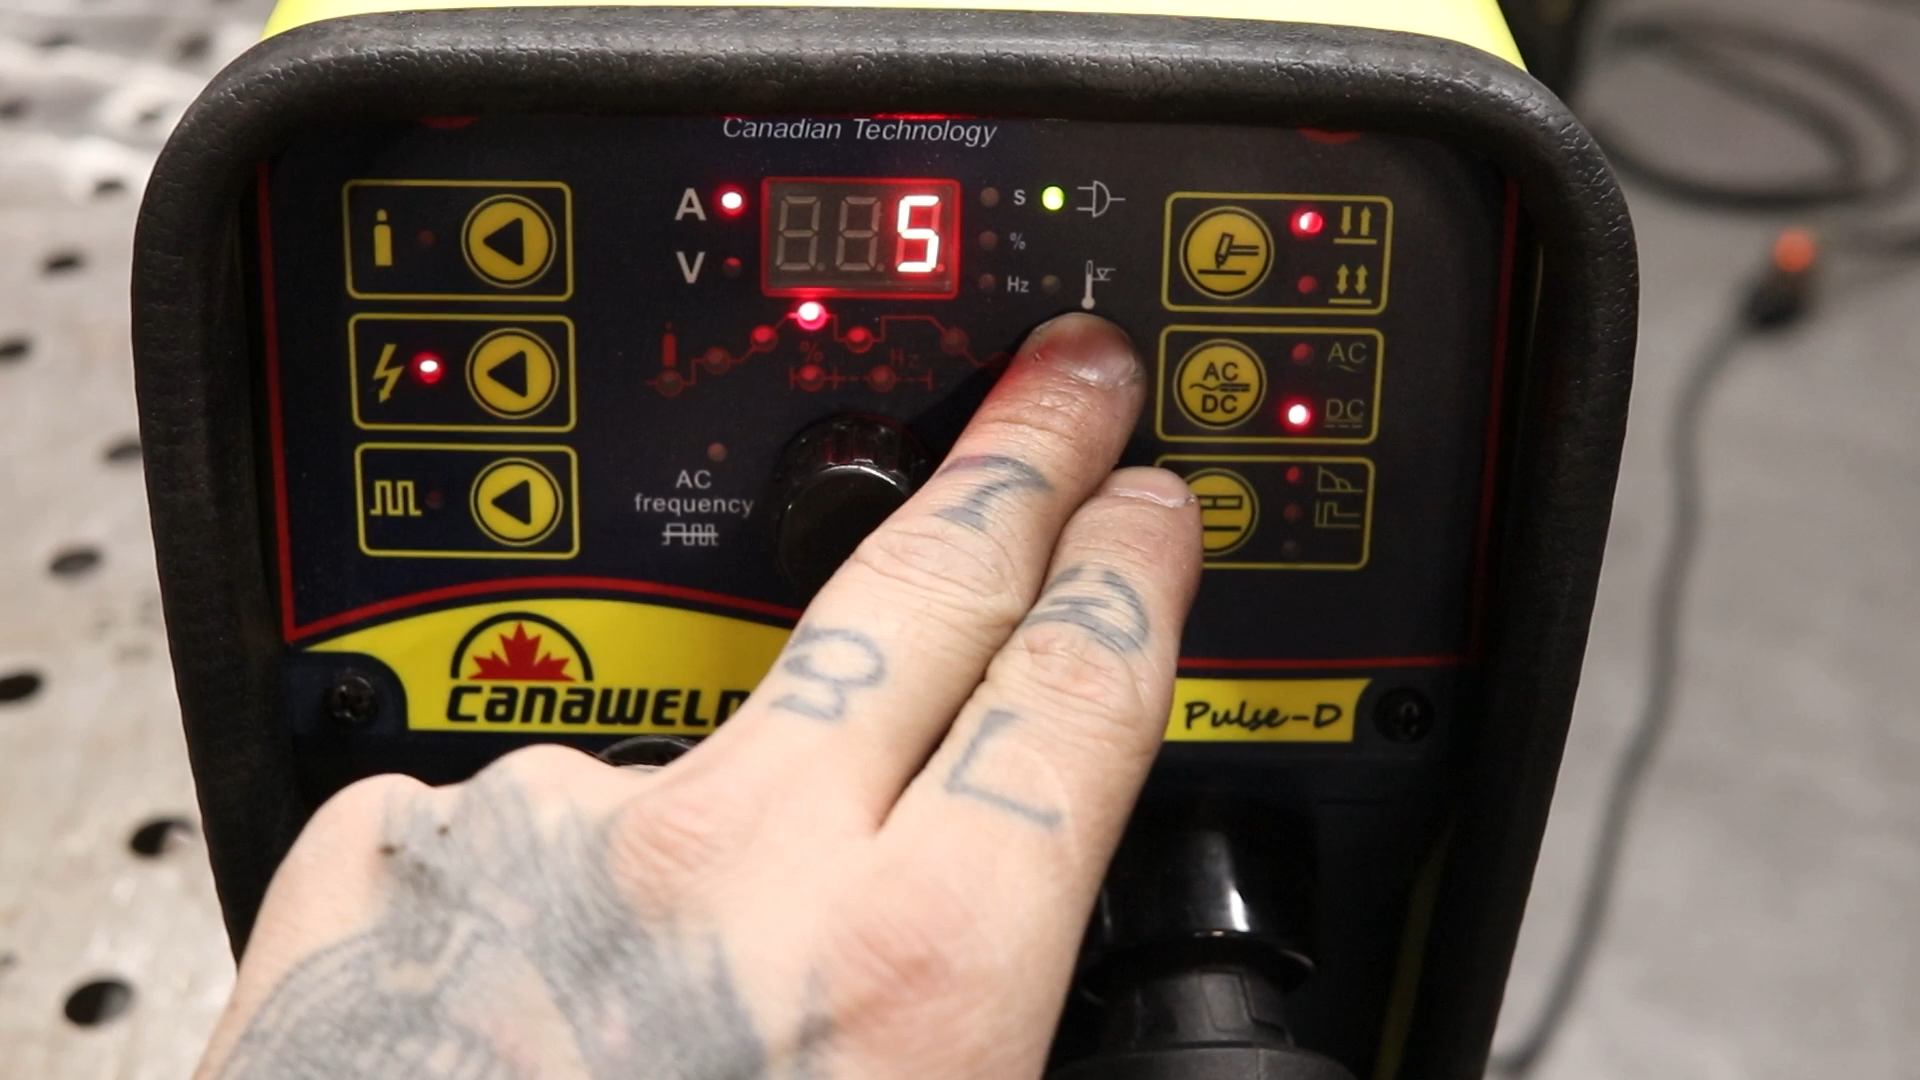 Canadian Technology
A
5
s
V
%
Hz
%
Hz
AC
frequency
AC
DC
AC
DC
CANAWELD
Pulse-D